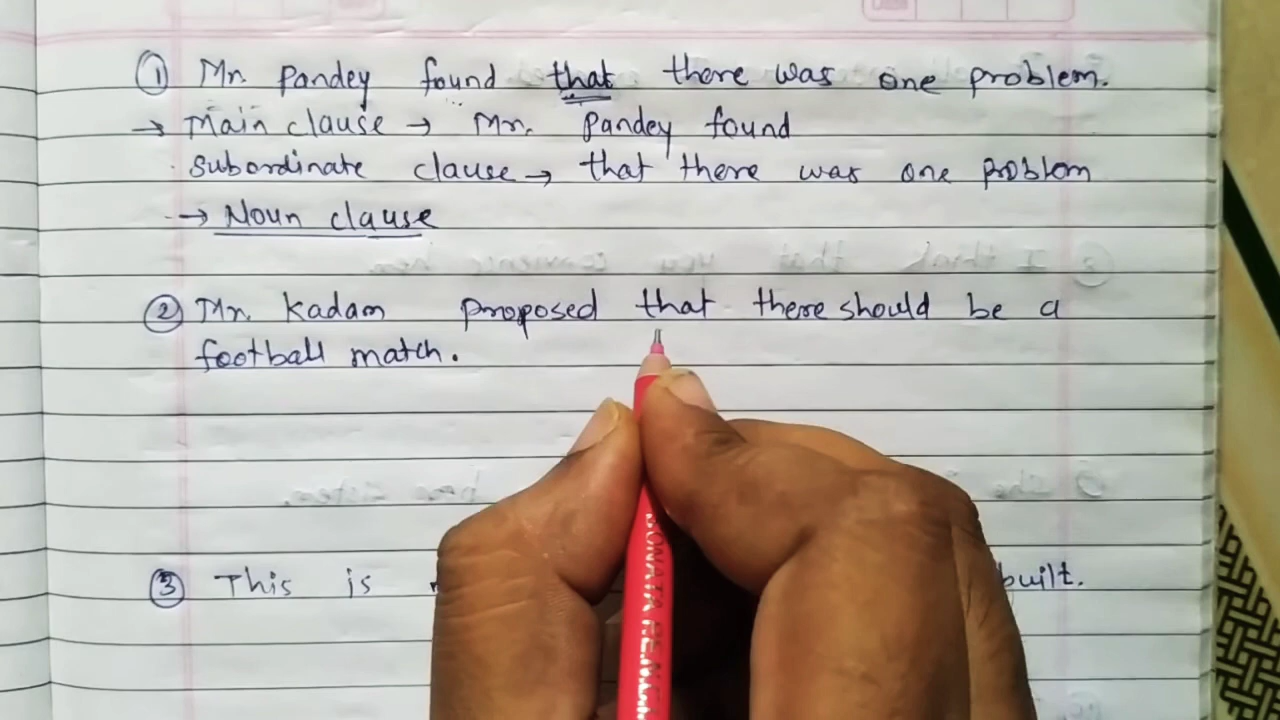 ① Mr. Pandey found that there was one problem.
→ Main clause → Mr. Pandey found
Subordinate clause → that there was one problem
→ Noun clause
② Mr. Kadam proposed that there should be a
football match.
③ This is built.